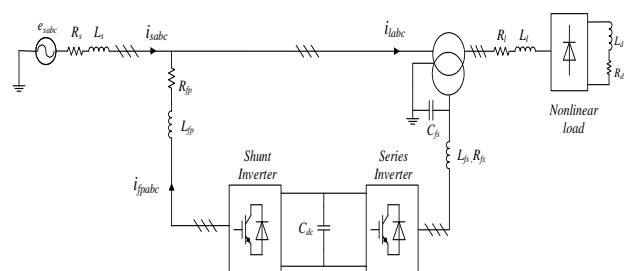 e_sabc
R_s
L_s
i_sabc
i_labc
R_l
L_l
L_d
R_d
Nonlinear
load
R_fp
L_fp
C_fs
L_fs,R_fs
i_fpabc
Shunt
Inverter
Series
Inverter
C_dc